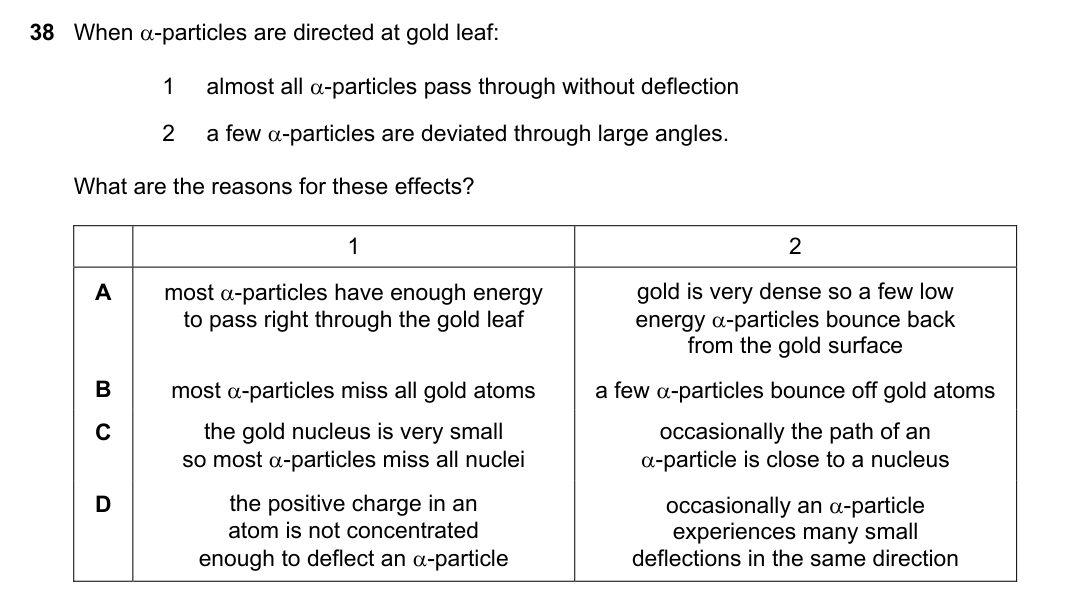 38 When α-particles are directed at gold leaf:
1 almost all α-particles pass through without deflection
2 a few α-particles are deviated through large angles.
What are the reasons for these effects?
1 2
A most α-particles have enough energy
to pass right through the gold leaf
gold is very dense so a few low
energy α-particles bounce back
from the gold surface
B most α-particles miss all gold atoms
a few α-particles bounce off gold atoms
C the gold nucleus is very small
so most α-particles miss all nuclei
occasionally the path of an
α-particle is close to a nucleus
D the positive charge in an
atom is not concentrated
enough to deflect an α-particle
occasionally an α-particle
experiences many small
deflections in the same direction